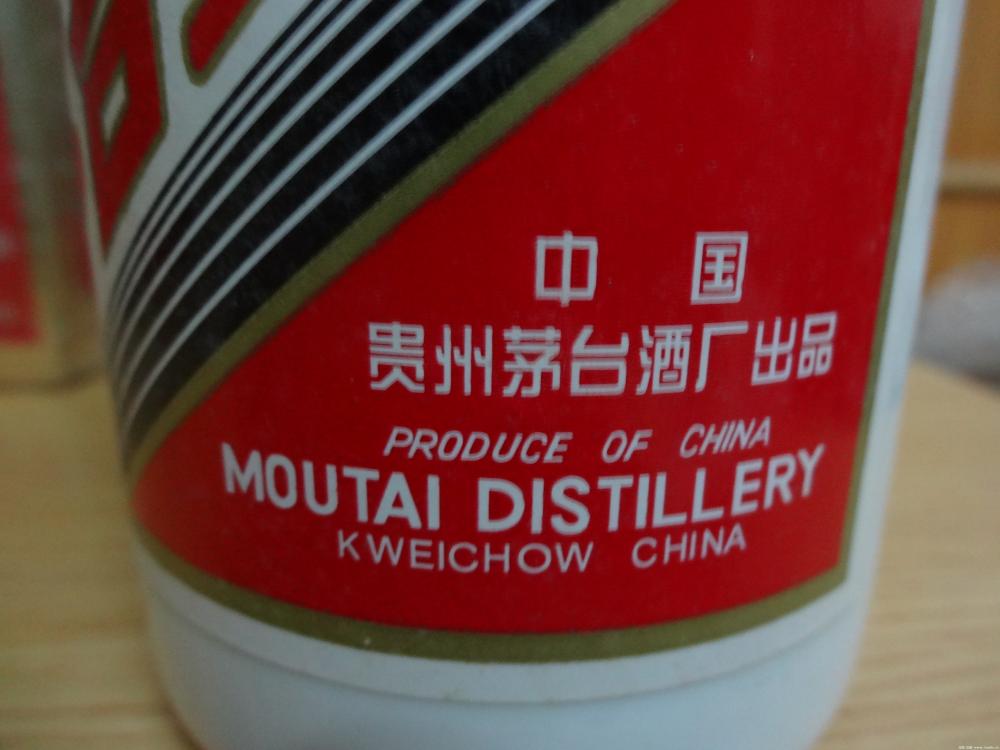 中国
贵州茅台酒厂出品
PRODUCE OF CHINA
MOUTAI DISTILLERY
KWEICHOW CHINA